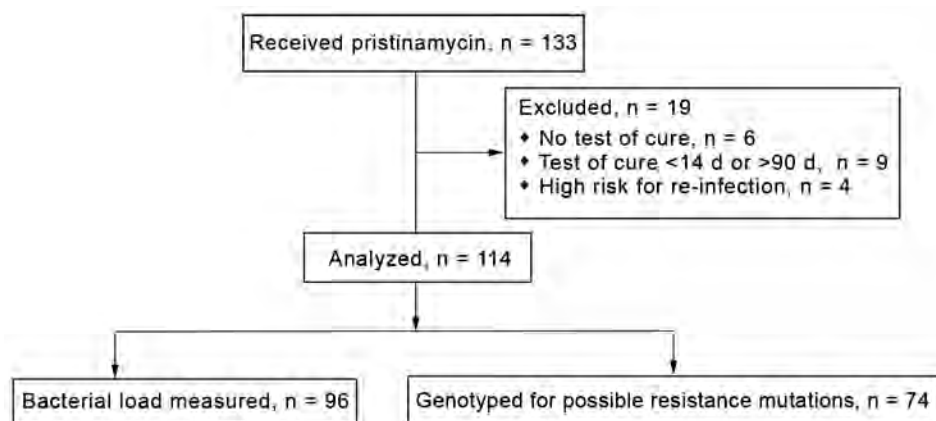 Received pristinamycin, n = 133
Excluded, n = 19
♦ No test of cure, n = 6
♦ Test of cure <14 d or >90 d, n = 9
♦ High risk for re-infection, n = 4
Analyzed, n = 114
Bacterial load measured, n = 96
Genotyped for possible resistance mutations, n = 74